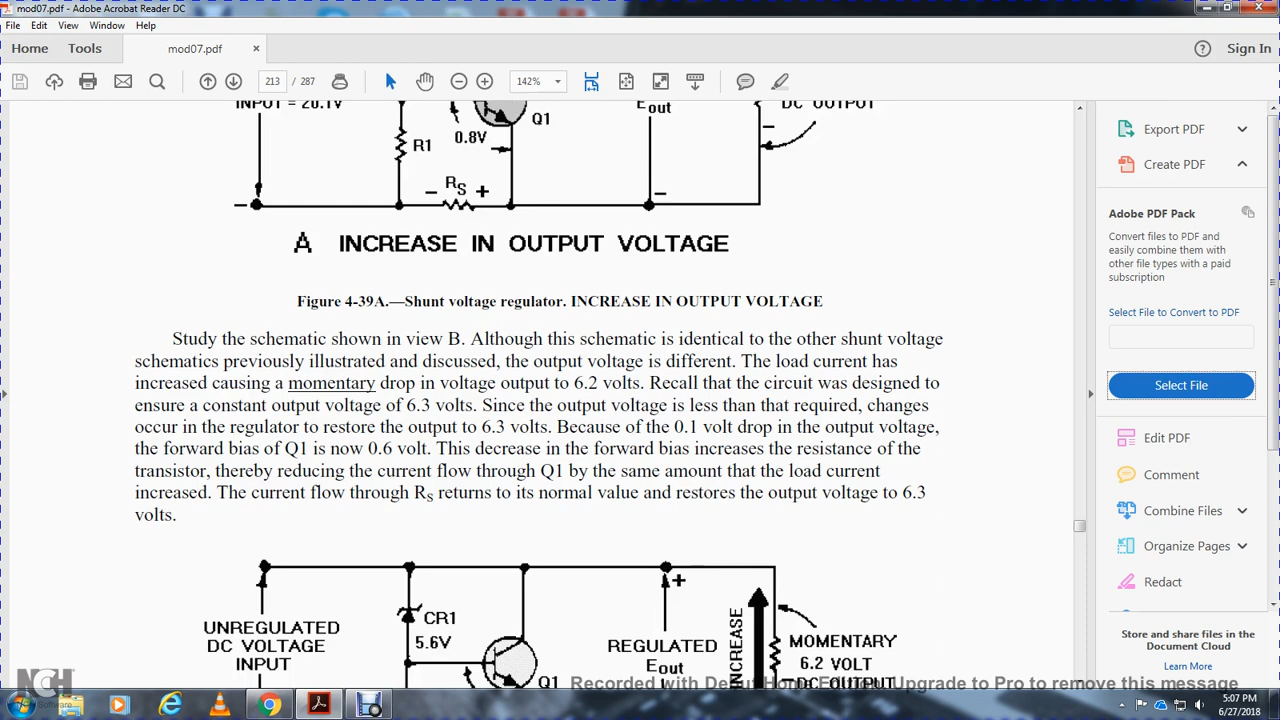 mod07.pdf - Adobe Acrobat Reader DC
File Edit View Window Help
Home Tools mod07.pdf × Sign In
213 / 287 142%
INPUT = 20.1V
0.8V
Q1
Eout
DC OUTPUT
R1
− RS +
−
−
−
A INCREASE IN OUTPUT VOLTAGE
Figure 4-39A.—Shunt voltage regulator. INCREASE IN OUTPUT VOLTAGE
Study the schematic shown in view B. Although this schematic is identical to the other shunt voltage
schematics previously illustrated and discussed, the output voltage is different. The load current has
increased causing a momentary drop in voltage output to 6.2 volts. Recall that the circuit was designed to
ensure a constant output voltage of 6.3 volts. Since the output voltage is less than that required, changes
occur in the regulator to restore the output to 6.3 volts. Because of the 0.1 volt drop in the output voltage,
the forward bias of Q1 is now 0.6 volt. This decrease in the forward bias increases the resistance of the
transistor, thereby reducing the current flow through Q1 by the same amount that the load current
increased. The current flow through RS returns to its normal value and restores the output voltage to 6.3
volts.
UNREGULATED
DC VOLTAGE
INPUT
CR1
5.6V
Q1
+
REGULATED
Eout
INCREASE
MOMENTARY
6.2 VOLT
DC OUTPUT
Export PDF
Create PDF
Adobe PDF Pack
Convert files to PDF and
easily combine them with
other file types with a paid
subscription
Select File to Convert to PDF
Select File
Edit PDF
Comment
Combine Files
Organize Pages
Redact
Store and share files in the
Document Cloud
Learn More
NCH
Software
5:07 PM
6/27/2018